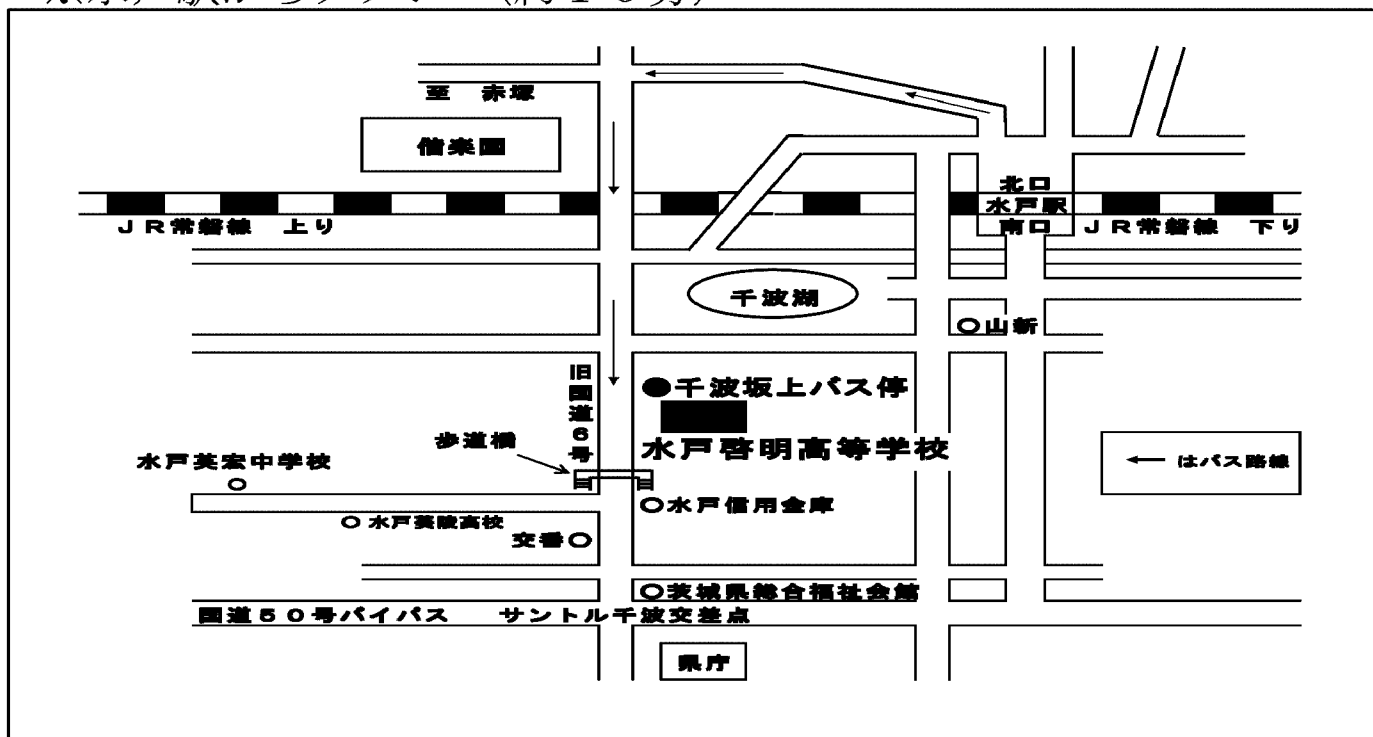 至 赤塚
偕楽園
北口
水戸駅
南口
JR常磐線 上り
JR常磐線 下り
千波湖
○山新
旧国道6号
●千波坂上バス停
水戸啓明高等学校
歩道橋
水戸英宏中学校
← はバス路線
○水戸信用金庫
○水戸葵陵高校
交番○
○茨城県総合福祉会館
国道50号バイパス サントル千波交差点
県庁